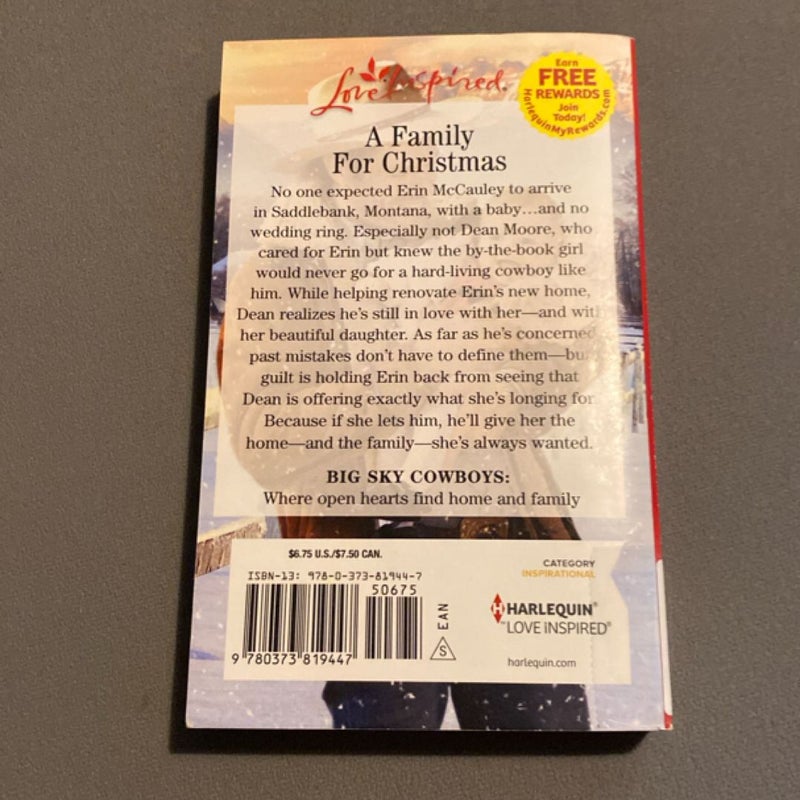 Love Inspired®
Earn
FREE
REWARDS
Join
Today!
HarlequinMyRewards.com
A Family
For Christmas
No one expected Erin McCauley to arrive
in Saddlebank, Montana, with a baby…and no
wedding ring. Especially not Dean Moore, who
cared for Erin but knew the by-the-book girl
would never go for a hard-living cowboy like
him. While helping renovate Erin's new home,
Dean realizes he's still in love with her—and with
her beautiful daughter. As far as he's concerned
past mistakes don't have to define them—but
guilt is holding Erin back from seeing that
Dean is offering exactly what she's longing for.
Because if she lets him, he'll give her the
home—and the family—she's always wanted.
BIG SKY COWBOYS:
Where open hearts find home and family
$6.75 U.S./$7.50 CAN.
ISBN-13: 978-0-373-81944-7
50675
EAN
S
9 780373 819447
CATEGORY
INSPIRATIONAL
HARLEQUIN®
LOVE INSPIRED®
harlequin.com